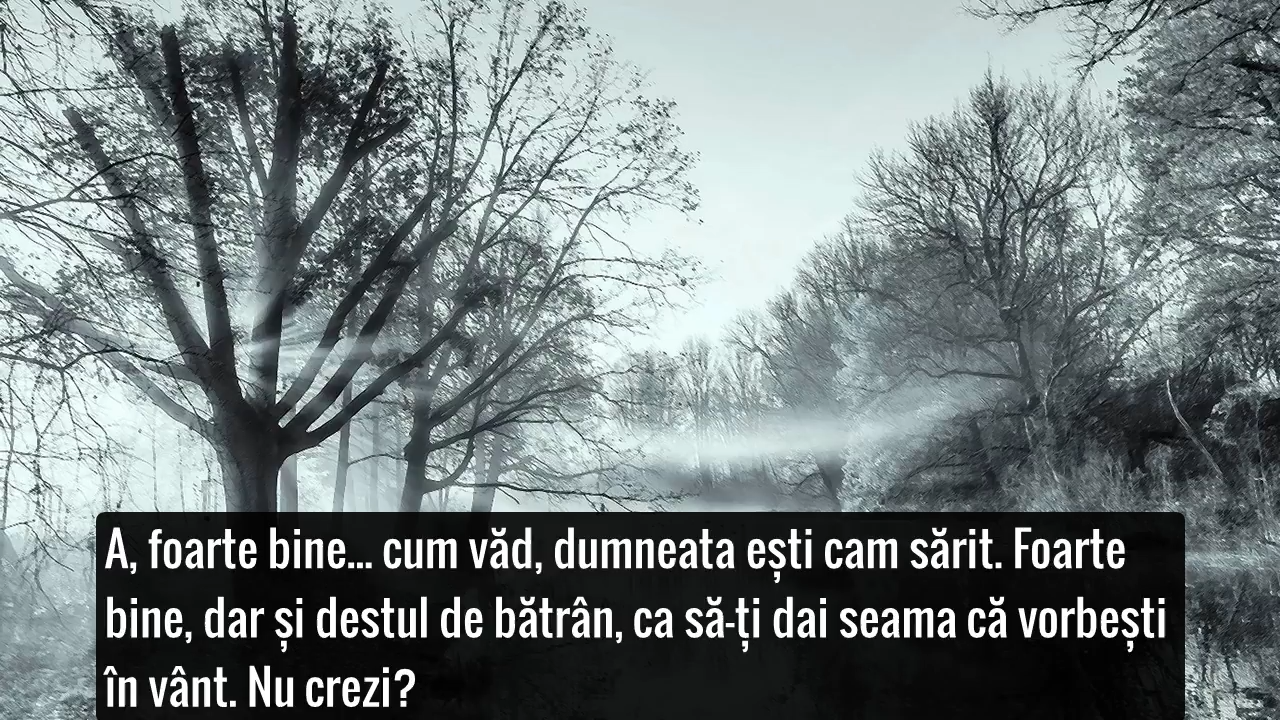 A, foarte bine... cum văd, dumneata ești cam sărit. Foarte
bine, dar și destul de bătrân, ca să-ți dai seama că vorbești
în vânt. Nu crezi?